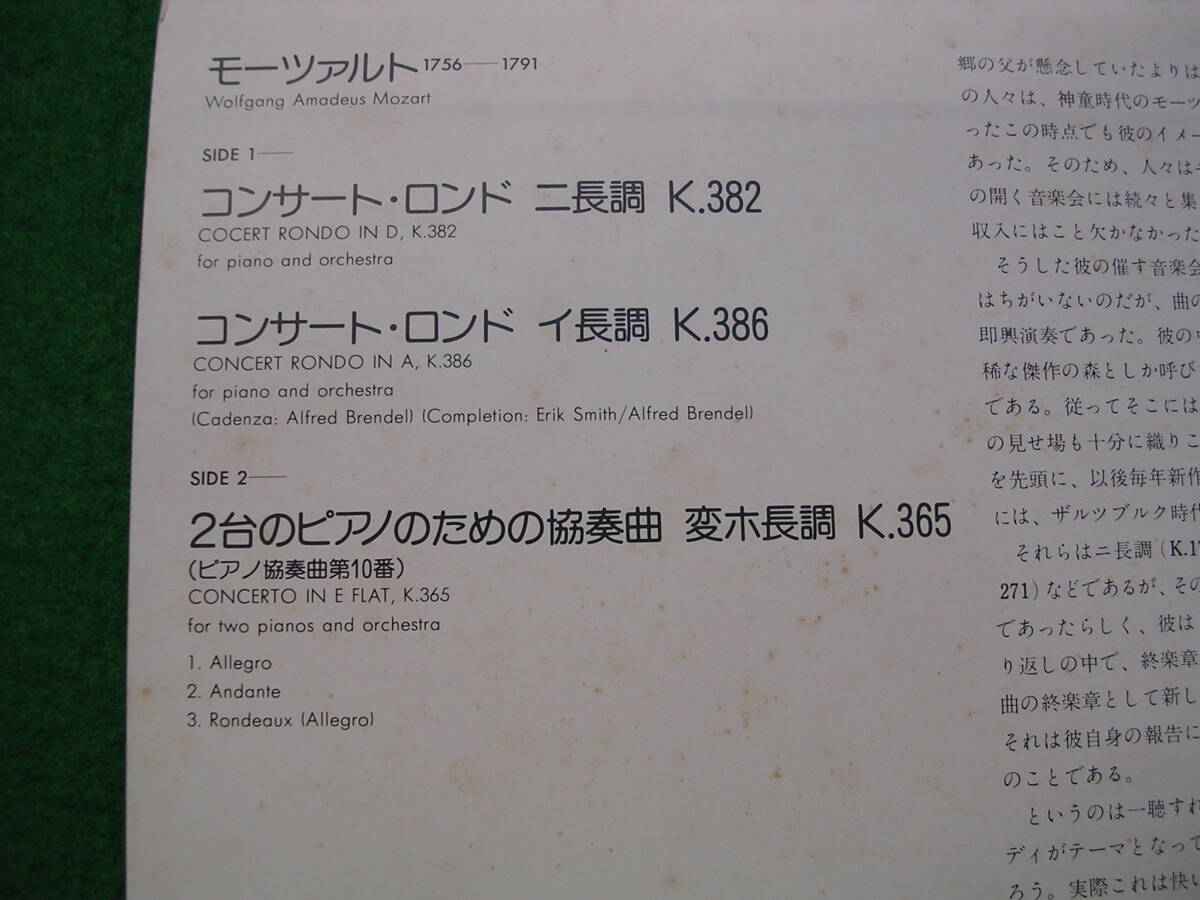 モーツァルト 1756――1791
Wolfgang Amadeus Mozart
SIDE 1――
コンサート・ロンド ニ長調 K.382
COCERT RONDO IN D, K.382
for piano and orchestra
コンサート・ロンド イ長調 K.386
CONCERT RONDO IN A, K.386
for piano and orchestra
(Cadenza: Alfred Brendel) (Completion: Erik Smith/Alfred Brendel)
SIDE 2――
2台のピアノのための協奏曲 変ホ長調 K.365
(ピアノ協奏曲第10番)
CONCERTO IN E FLAT, K.365
for two pianos and orchestra
1. Allegro
2. Andante
3. Rondeaux (Allegro)
郷の父が懸念していたよりは
の人々は、神童時代のモーツ
ったこの時点でも彼のイメー
あった。そのため、人々は
の開く音楽会には続々と集
収入にはこと欠かなかった
そうした彼の催す音楽会
はちがいないのだが、曲の
即興演奏であった。彼の
稀な傑作の森としか呼び
である。従ってそこには
の見せ場も十分に織りこ
を先頭に、以後毎年新作
には、ザルツブルク時代
それらはニ長調(K.17
271)などであるが、その
であったらしく、彼は
り返しの中で、終楽章
曲の終楽章として新し
それは彼自身の報告に
のことである。
というのは一聴すれ
ディがテーマとなって
ろう。実際これは快い